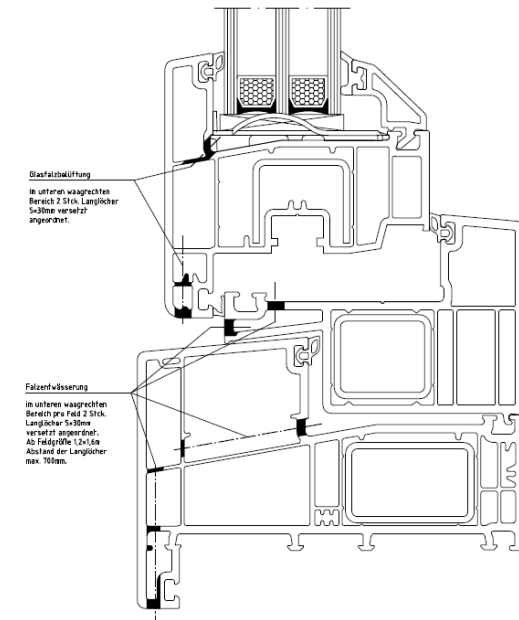 Glasfalzbelüftung
im unteren waagrechten
Bereich 2 Stck. Langlöcher
5x30mm versetzt
angeordnet.
Falzentwässerung
im unteren waagrechten
Bereich pro Feld 2 Stck.
Langlöcher 5x30mm
versetzt angeordnet.
Ab Feldgröße 1,2x1,6m
Abstand der Langlöcher
max. 700mm.